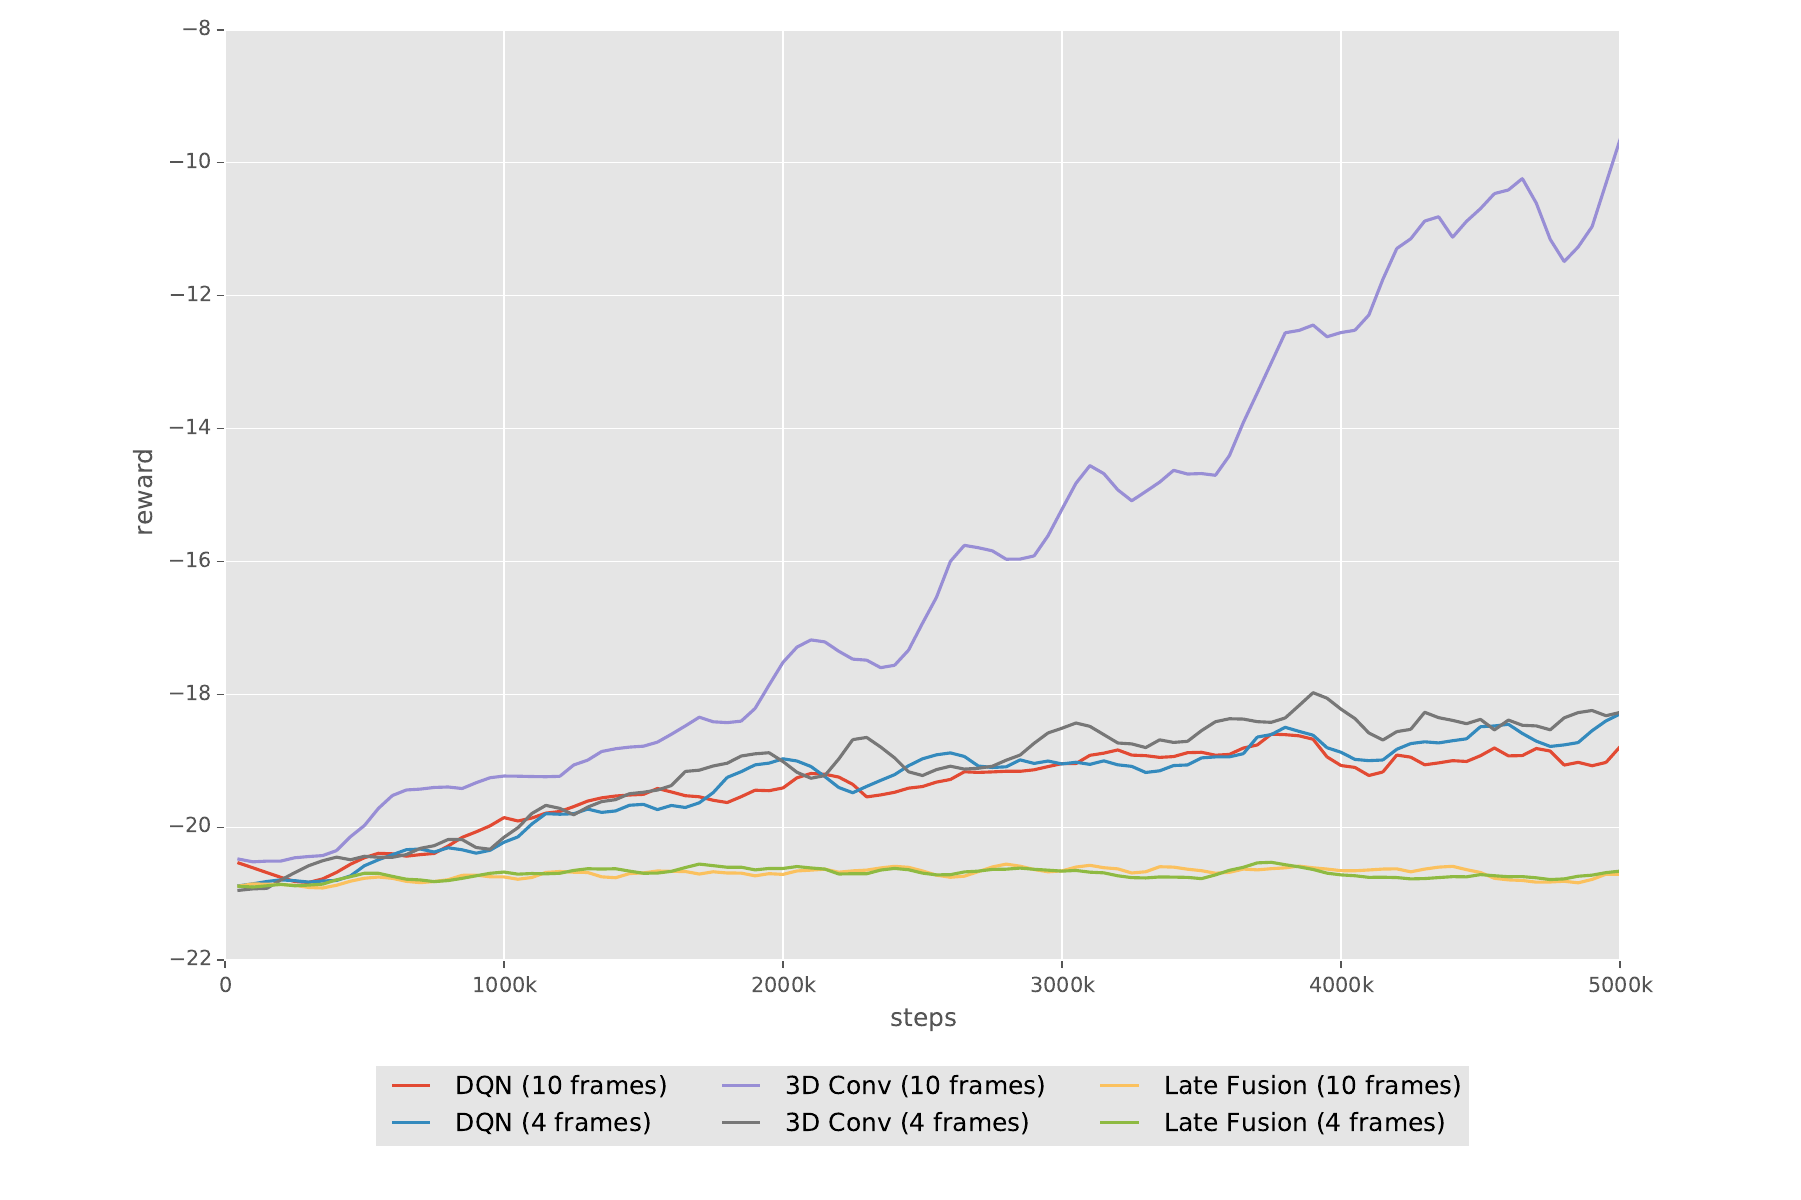 −8
−10
−12
−14
−16
−18
−20
−22
reward
0 1000k 2000k 3000k 4000k 5000k
steps
DQN (10 frames) 3D Conv (10 frames) Late Fusion (10 frames)
DQN (4 frames) 3D Conv (4 frames) Late Fusion (4 frames)